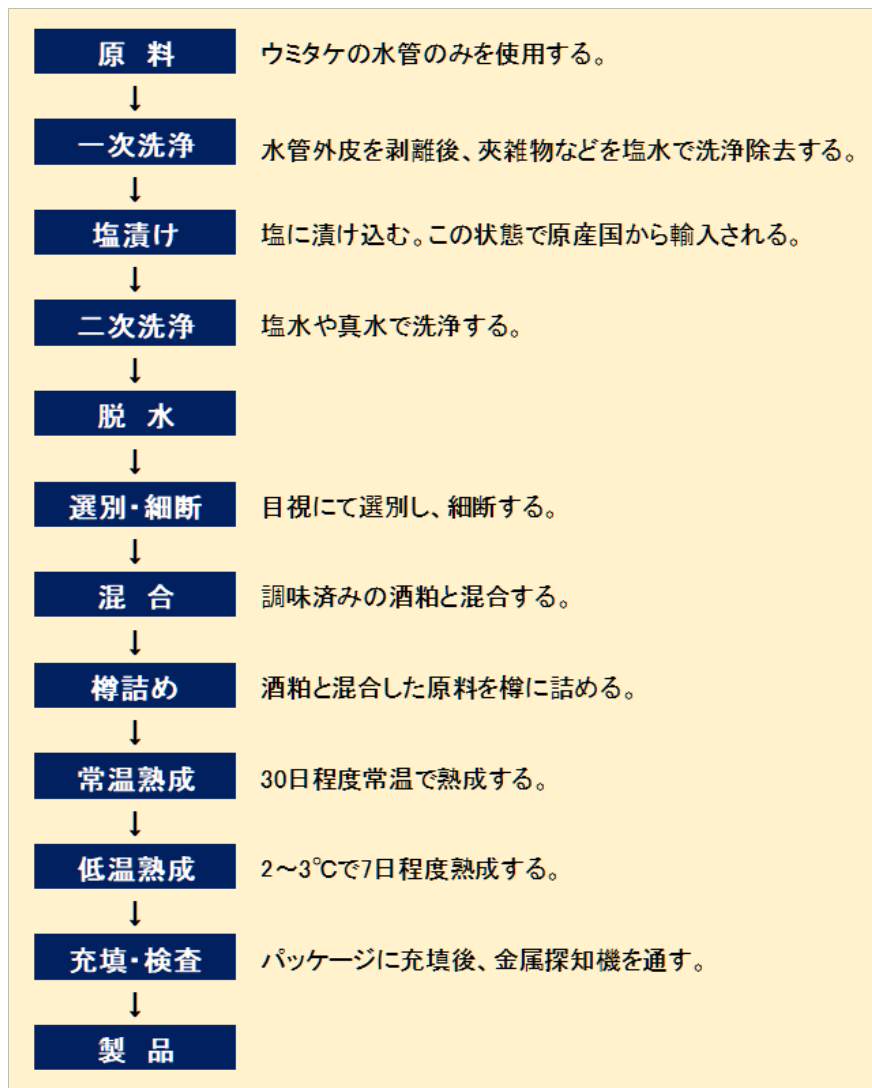 原 料 ウミタケの水管のみを使用する。
↓
一次洗浄 水管外皮を剥離後、夾雑物などを塩水で洗浄除去する。
↓
塩漬け 塩に漬け込む。この状態で原産国から輸入される。
↓
二次洗浄 塩水や真水で洗浄する。
↓
脱 水
↓
選別・細断 目視にて選別し、細断する。
↓
混 合 調味済みの酒粕と混合する。
↓
樽詰め 酒粕と混合した原料を樽に詰める。
↓
常温熟成 30日程度常温で熟成する。
↓
低温熟成 2～3℃で7日程度熟成する。
↓
充填・検査 パッケージに充填後、金属探知機を通す。
↓
製 品